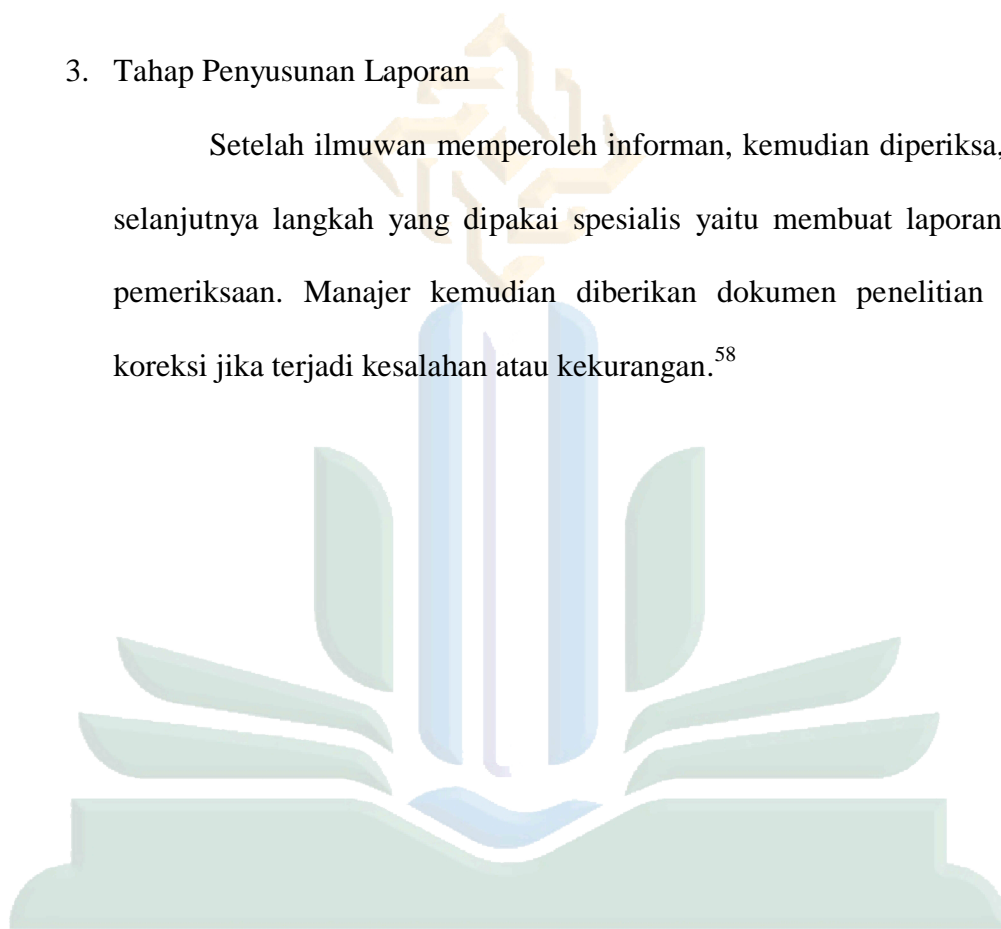 3. Tahap Penyusunan Laporan
Setelah ilmuwan memperoleh informan, kemudian diperiksa,
selanjutnya langkah yang dipakai spesialis yaitu membuat laporan
pemeriksaan. Manajer kemudian diberikan dokumen penelitian
koreksi jika terjadi kesalahan atau kekurangan.58